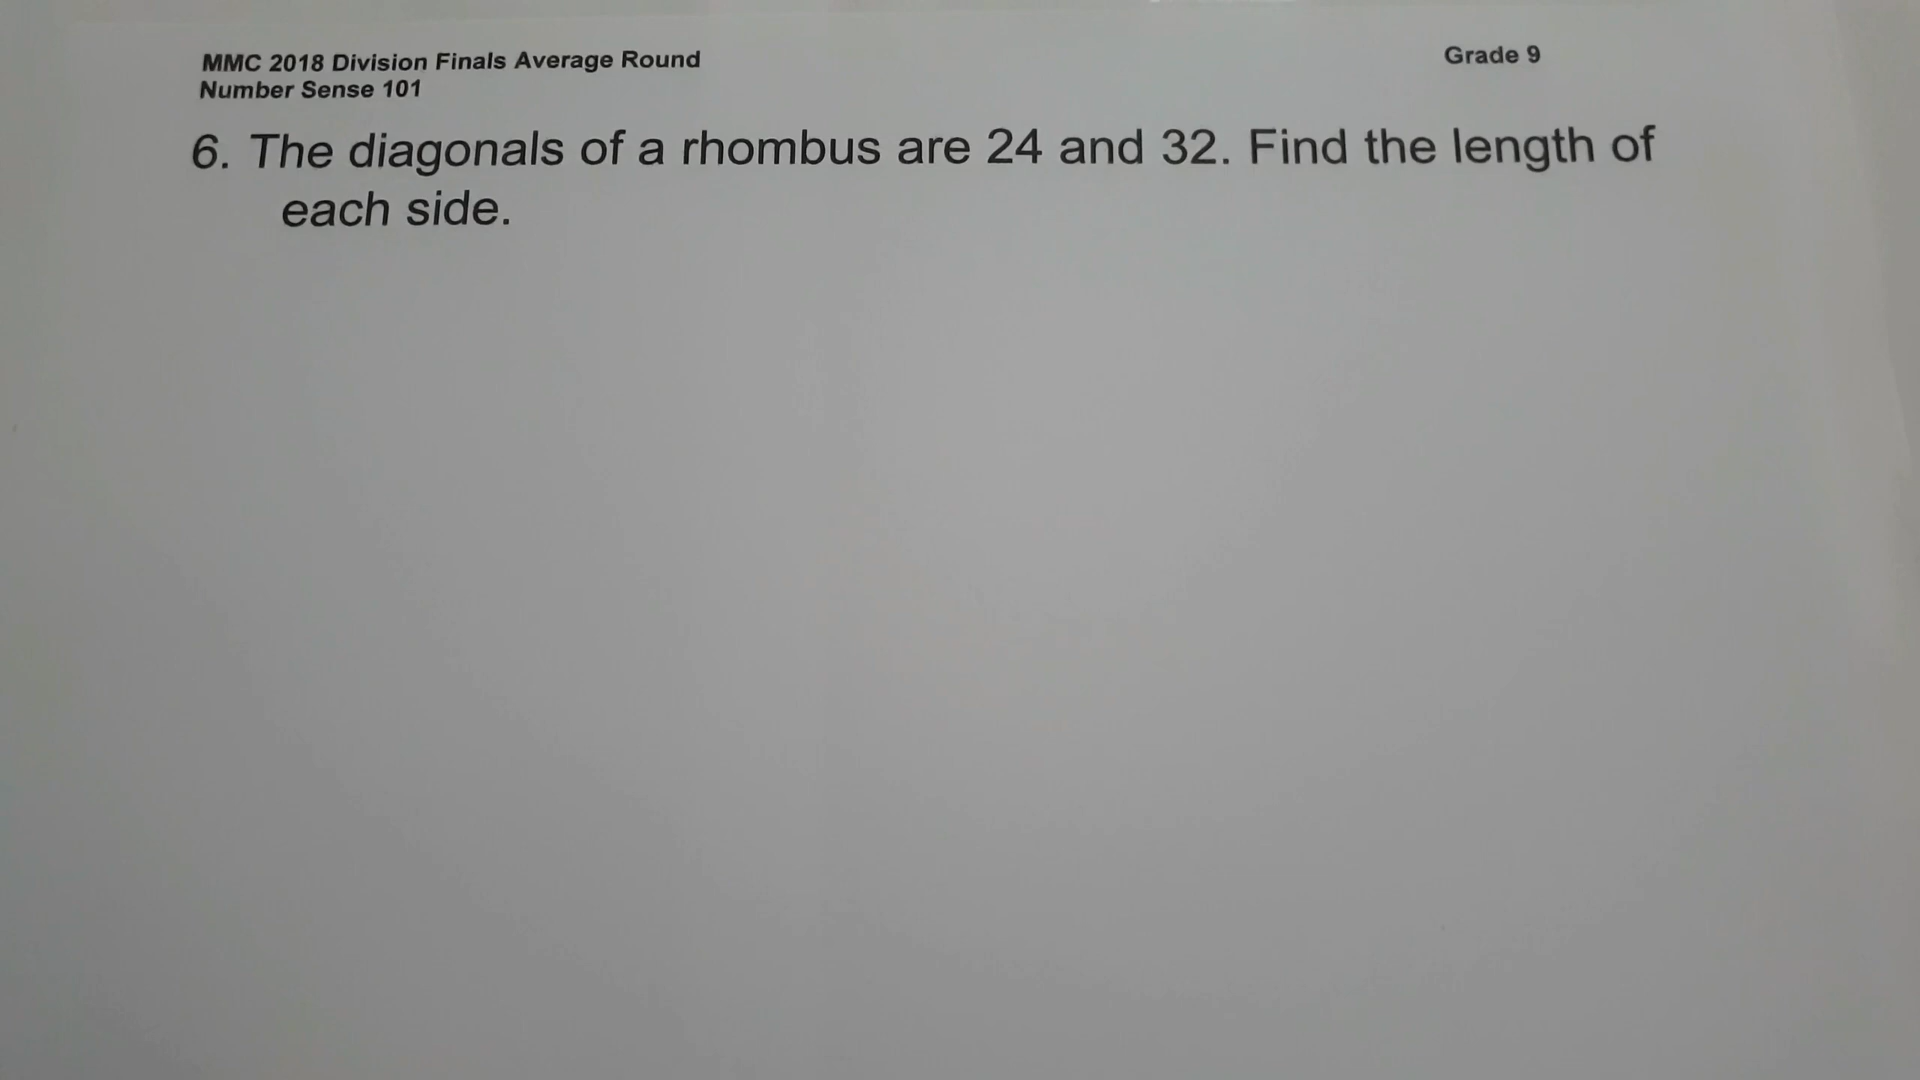 MMC 2018 Division Finals Average Round
Grade 9
Number Sense 101
6. The diagonals of a rhombus are 24 and 32. Find the length of
each side.